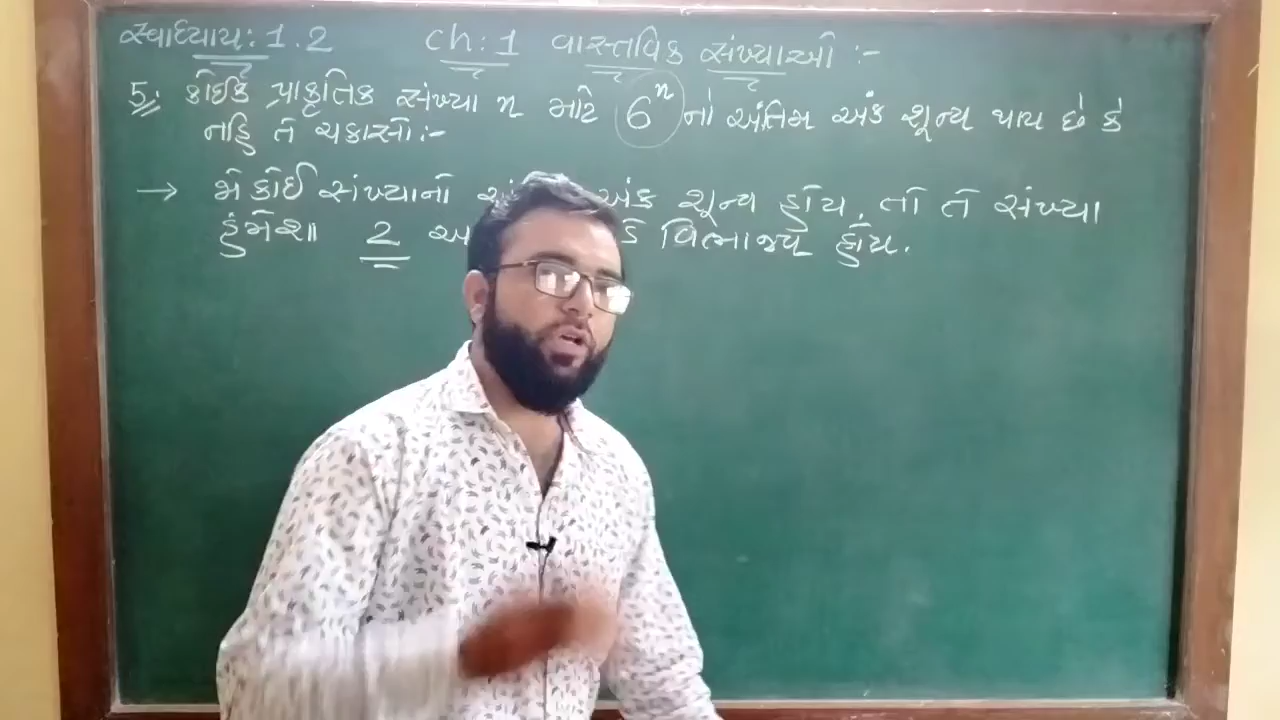 સ્વાધ્યાય: 1.2 ch: 1 વાસ્તવિક સંખ્યાઓ :-
5. કોઈક પ્રાકૃતિક સંખ્યા n માટે 6ⁿ નો અંતિમ અંક શૂન્ય થાય છે કે
નહિ તે ચકાસો :-
→ જો કોઈ સંખ્યાનો અંક શૂન્ય હોય, તો તે સંખ્યા
હંમેશા 2 વિભાજ્ય હોય.